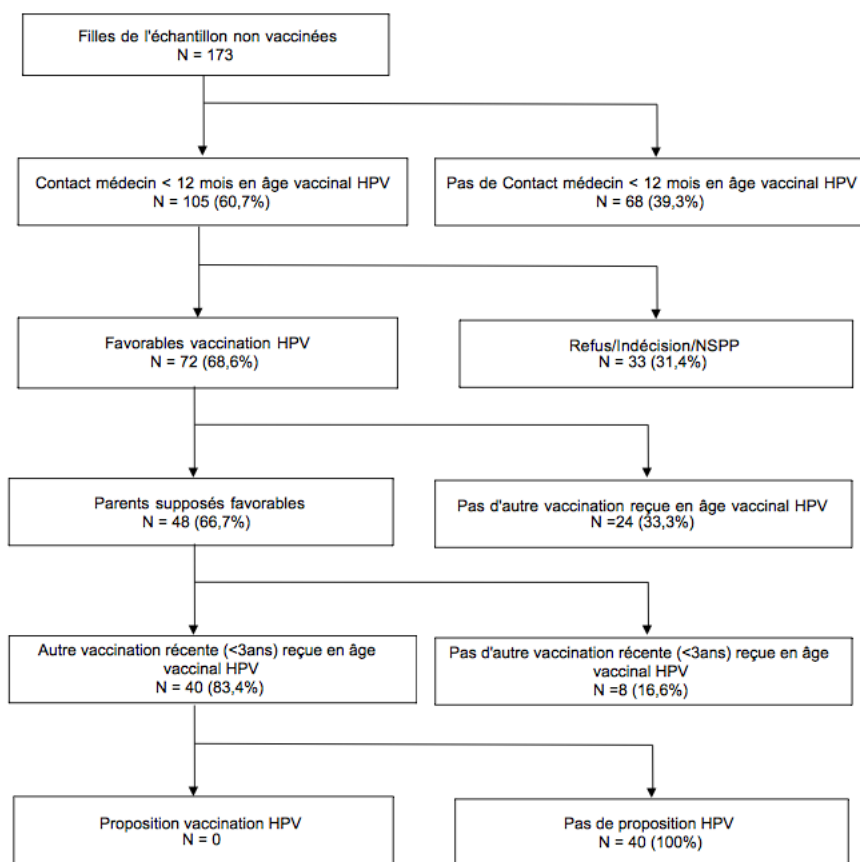 Filles de l'échantillon non vaccinées
N = 173
Contact médecin < 12 mois en âge vaccinal HPV
N = 105 (60,7%)
Pas de Contact médecin < 12 mois en âge vaccinal HPV
N = 68 (39,3%)
Favorables vaccination HPV
N = 72 (68,6%)
Refus/Indécision/NSPP
N = 33 (31,4%)
Parents supposés favorables
N = 48 (66,7%)
Pas d'autre vaccination reçue en âge vaccinal HPV
N =24 (33,3%)
Autre vaccination récente (<3ans) reçue en âge
vaccinal HPV
N = 40 (83,4%)
Pas d'autre vaccination récente (<3ans) reçue en âge
vaccinal HPV
N =8 (16,6%)
Proposition vaccination HPV
N = 0
Pas de proposition HPV
N = 40 (100%)